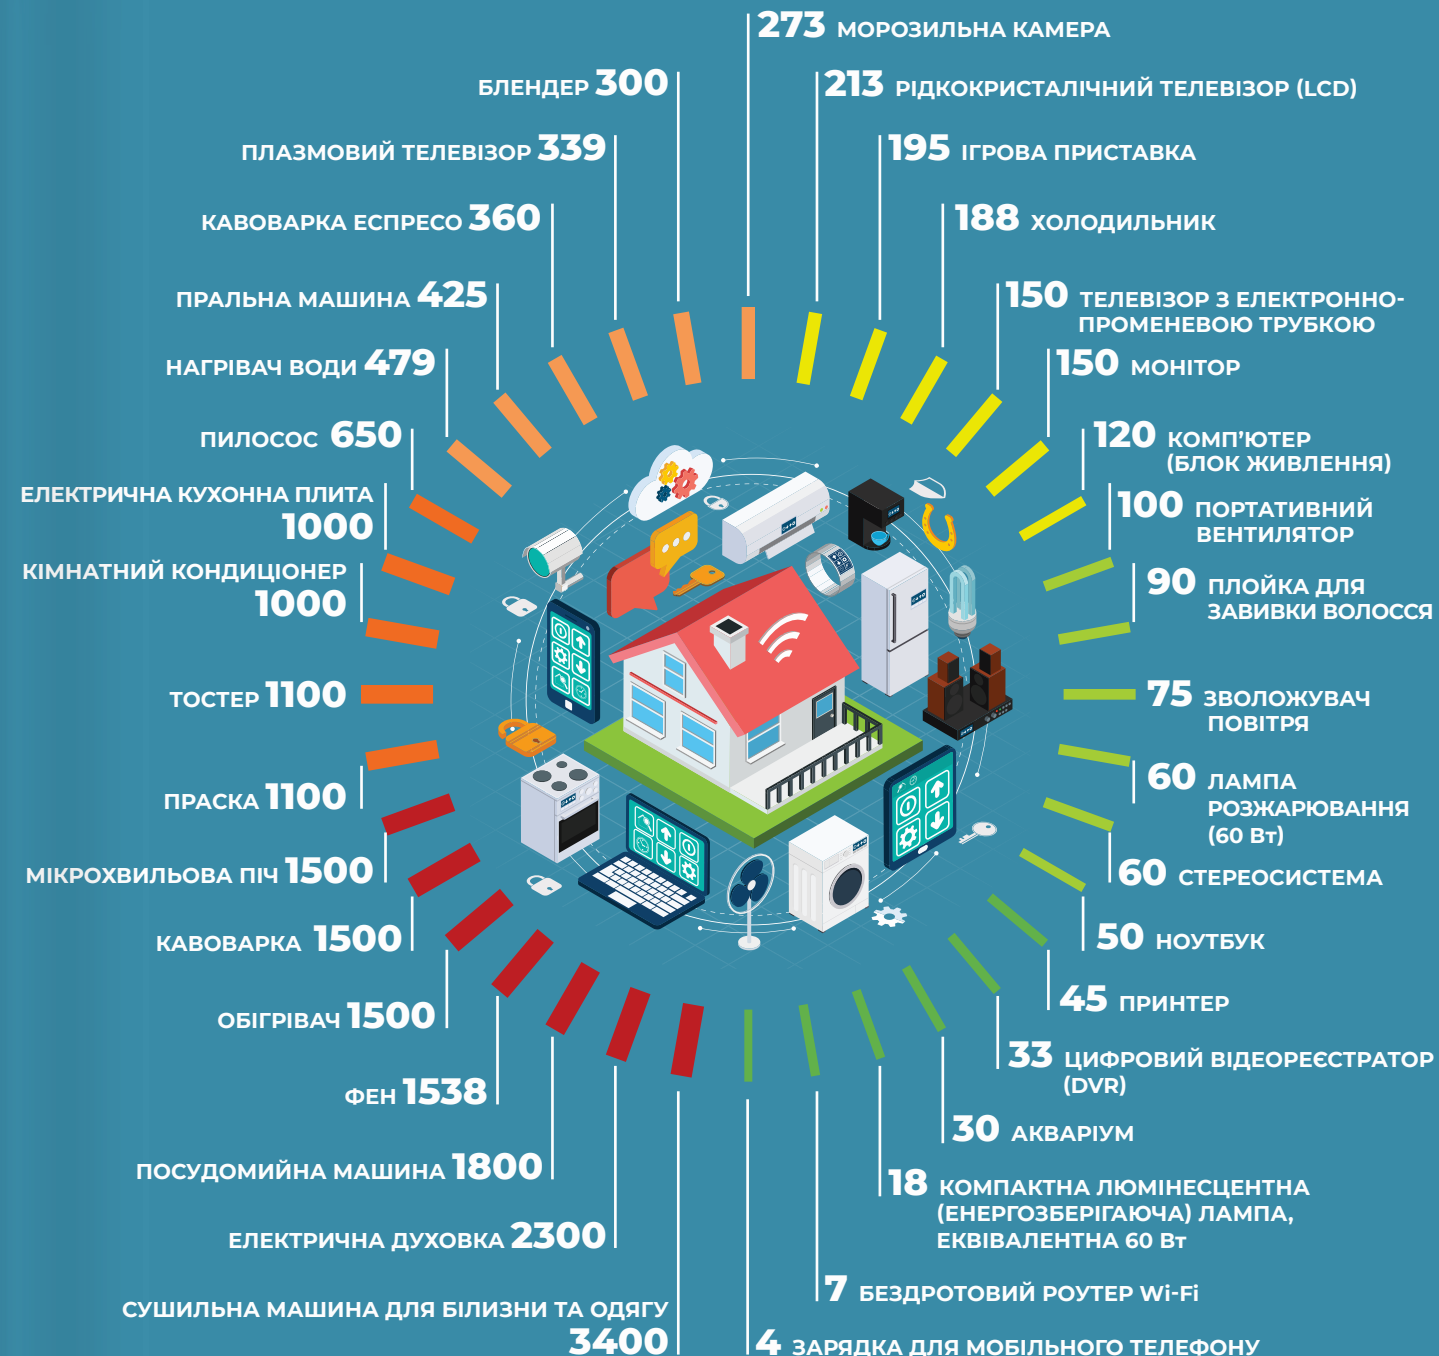 273 МОРОЗИЛЬНА КАМЕРА
213 РІДКОКРИСТАЛІЧНИЙ ТЕЛЕВІЗОР (LCD)
195 ІГРОВА ПРИСТАВКА
188 ХОЛОДИЛЬНИК
150 ТЕЛЕВІЗОР З ЕЛЕКТРОННО-
ПРОМЕНЕВОЮ ТРУБКОЮ
150 МОНІТОР
120 КОМП’ЮТЕР
(БЛОК ЖИВЛЕННЯ)
100 ПОРТАТИВНИЙ
ВЕНТИЛЯТОР
90 ПЛОЙКА ДЛЯ
ЗАВИВКИ ВОЛОССЯ
75 ЗВОЛОЖУВАЧ
ПОВІТРЯ
60 ЛАМПА
РОЗЖАРЮВАННЯ
(60 Вт)
60 СТЕРЕОСИСТЕМА
50 НОУТБУК
45 ПРИНТЕР
33 ЦИФРОВИЙ ВІДЕОРЕЄСТРАТОР
(DVR)
30 АКВАРІУМ
18 КОМПАКТНА ЛЮМІНЕСЦЕНТНА
(ЕНЕРГОЗБЕРІГАЮЧА) ЛАМПА,
ЕКВІВАЛЕНТНА 60 Вт
7 БЕЗДРОТОВИЙ РОУТЕР Wi-Fi
4 ЗАРЯДКА ДЛЯ МОБІЛЬНОГО ТЕЛЕФОНУ
БЛЕНДЕР 300
ПЛАЗМОВИЙ ТЕЛЕВІЗОР 339
КАВОВАРКА ЕСПРЕСО 360
ПРАЛЬНА МАШИНА 425
НАГРІВАЧ ВОДИ 479
ПИЛОСОС 650
ЕЛЕКТРИЧНА КУХОННА ПЛИТА
1000
КІМНАТНИЙ КОНДИЦІОНЕР
1000
ТОСТЕР 1100
ПРАСКА 1100
МІКРОХВИЛЬОВА ПІЧ 1500
КАВОВАРКА 1500
ОБІГРІВАЧ 1500
ФЕН 1538
ПОСУДОМИЙНА МАШИНА 1800
ЕЛЕКТРИЧНА ДУХОВКА 2300
СУШИЛЬНА МАШИНА ДЛЯ БІЛИЗНИ ТА ОДЯГУ
3400